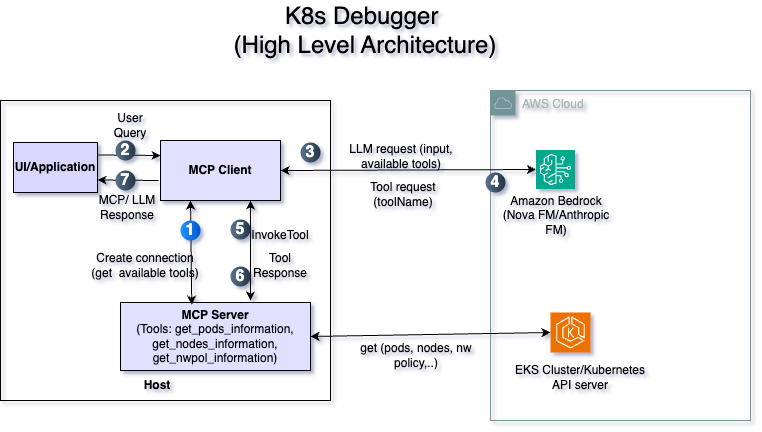 K8s Debugger
(High Level Architecture)
AWS Cloud
User
Query
2
UI/Application
7
MCP/ LLM
Response
MCP Client
3
LLM request (input,
available tools)
Tool request
(toolName)
4
Amazon Bedrock
(Nova FM/Anthropic
FM)
1
Create connection
(get available tools)
5
InvokeTool
6
Tool
Response
MCP Server
(Tools: get_pods_information,
get_nodes_information,
get_nwpol_information)
Host
get (pods, nodes, nw
policy,..)
K
EKS Cluster/Kubernetes
API server